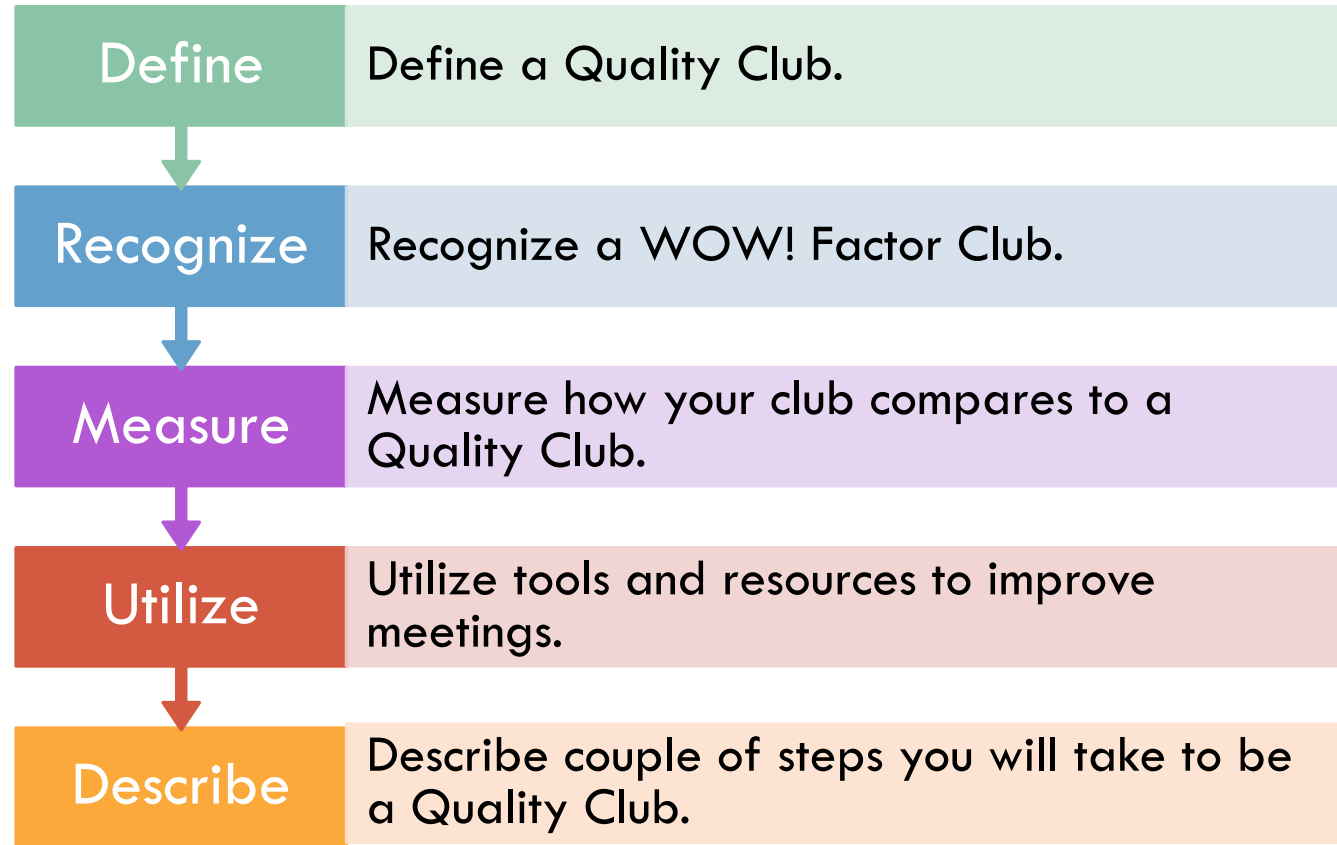 Define
Define a Quality Club.
Recognize
Recognize a WOW! Factor Club.
Measure
Measure how your club compares to a
Quality Club.
Utilize
Utilize tools and resources to improve
meetings.
Describe
Describe couple of steps you will take to be
a Quality Club.